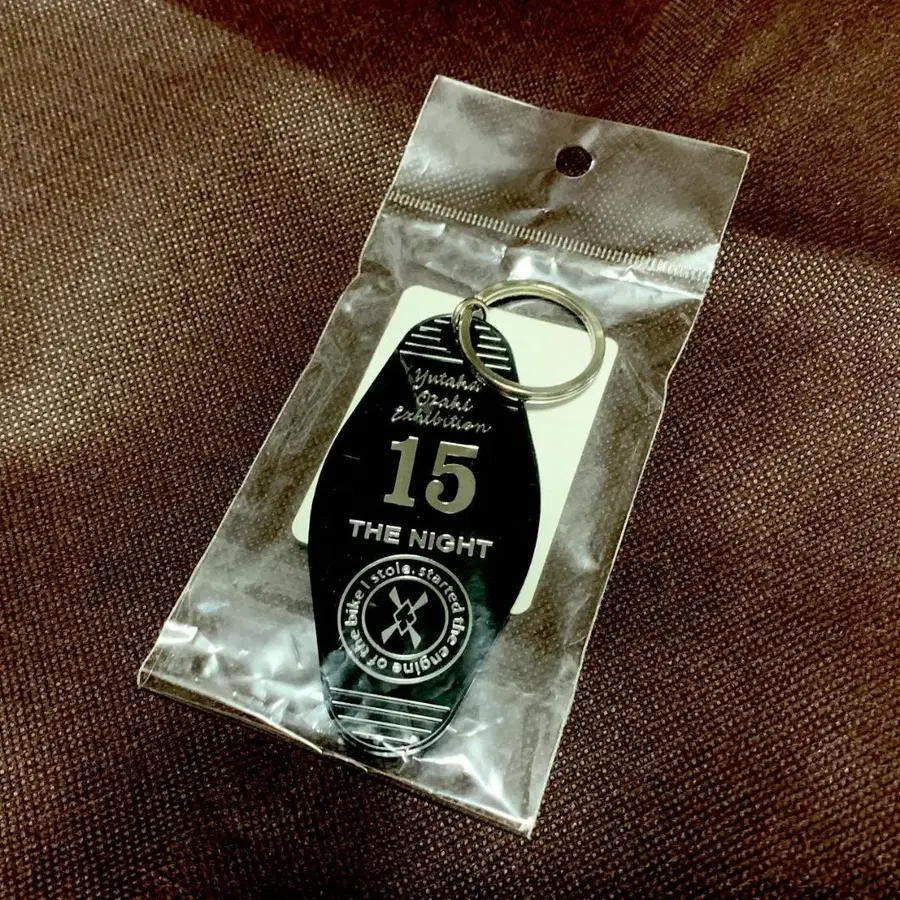 Yutaka
Ozaki
Exhibition
15
THE NIGHT
I stole.started the engine of the bike